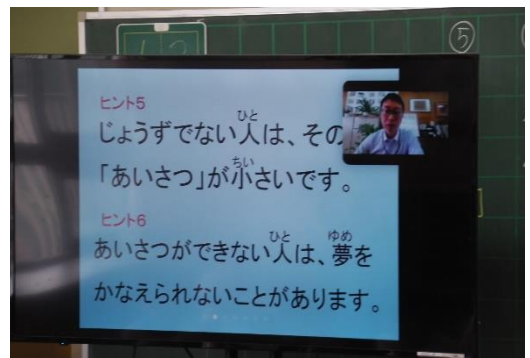 ⑤
ヒント5
じょうずでない人は、その
「あいさつ」が小さいです。
ヒント6
あいさつができない人は、夢を
かなえられないことがあります。